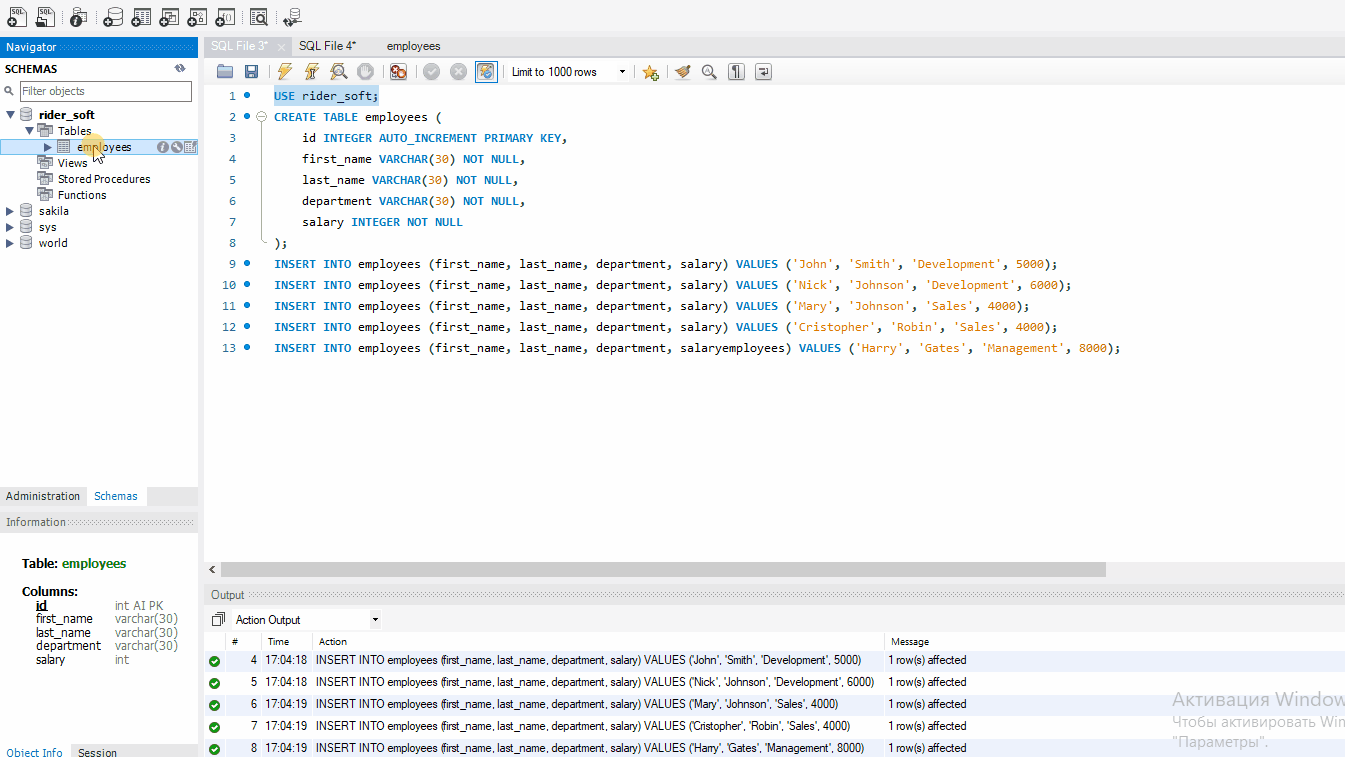 Navigator
SQL File 3*
SQL File 4*
employees
SCHEMAS
Limit to 1000 rows
Filter objects
rider_soft
Tables
employees
Views
Stored Procedures
Functions
sakila
sys
world
1 USE rider_soft;
2 CREATE TABLE employees (
3 id INTEGER AUTO_INCREMENT PRIMARY KEY,
4 first_name VARCHAR(30) NOT NULL,
5 last_name VARCHAR(30) NOT NULL,
6 department VARCHAR(30) NOT NULL,
7 salary INTEGER NOT NULL
8 );
9 INSERT INTO employees (first_name, last_name, department, salary) VALUES ('John', 'Smith', 'Development', 5000);
10 INSERT INTO employees (first_name, last_name, department, salary) VALUES ('Nick', 'Johnson', 'Development', 6000);
11 INSERT INTO employees (first_name, last_name, department, salary) VALUES ('Mary', 'Johnson', 'Sales', 4000);
12 INSERT INTO employees (first_name, last_name, department, salary) VALUES ('Cristopher', 'Robin', 'Sales', 4000);
13 INSERT INTO employees (first_name, last_name, department, salaryemployees) VALUES ('Harry', 'Gates', 'Management', 8000);
Administration Schemas
Information
Table: employees
Columns:
id int AI PK
first_name varchar(30)
last_name varchar(30)
department varchar(30)
salary int
Object Info Session
Output
Action Output
# Time Action Message
4 17:04:18 INSERT INTO employees (first_name, last_name, department, salary) VALUES ('John', 'Smith', 'Development', 5000) 1 row(s) affected
5 17:04:18 INSERT INTO employees (first_name, last_name, department, salary) VALUES ('Nick', 'Johnson', 'Development', 6000) 1 row(s) affected
6 17:04:19 INSERT INTO employees (first_name, last_name, department, salary) VALUES ('Mary', 'Johnson', 'Sales', 4000) 1 row(s) affected
7 17:04:19 INSERT INTO employees (first_name, last_name, department, salary) VALUES ('Cristopher', 'Robin', 'Sales', 4000) 1 row(s) affected
8 17:04:19 INSERT INTO employees (first_name, last_name, department, salary) VALUES ('Harry', 'Gates', 'Management', 8000) 1 row(s) affected
Активация Window
Чтобы активировать Win
"Параметры".